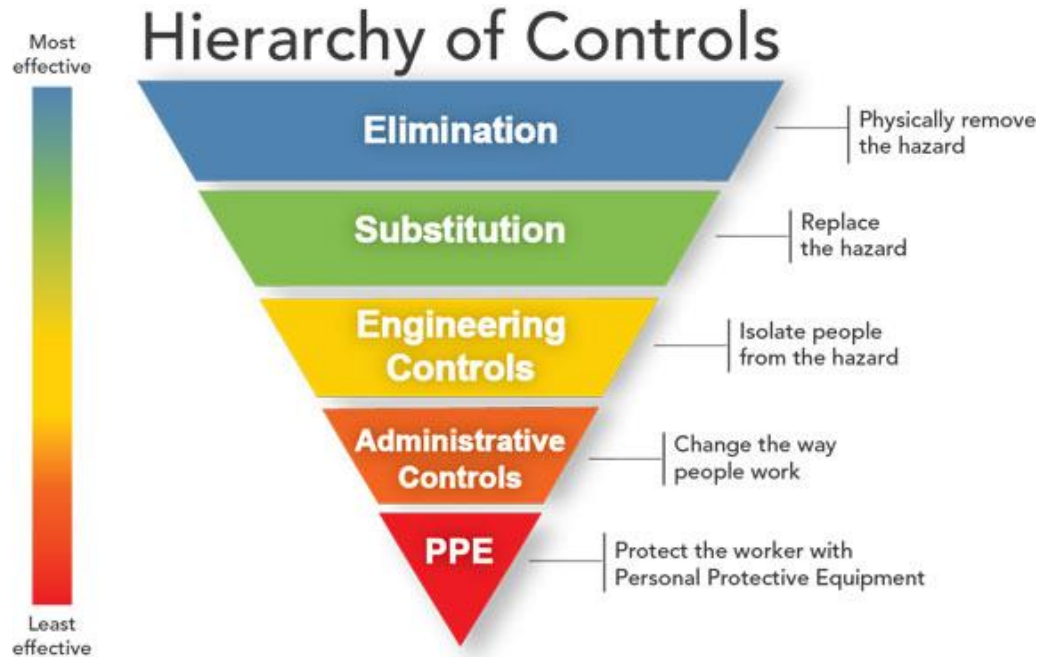 Hierarchy of Controls
Most
effective
Elimination
Physically remove
the hazard
Substitution
Replace
the hazard
Engineering
Controls
Isolate people
from the hazard
Administrative
Controls
Change the way
people work
PPE
Protect the worker with
Personal Protective Equipment
Least
effective